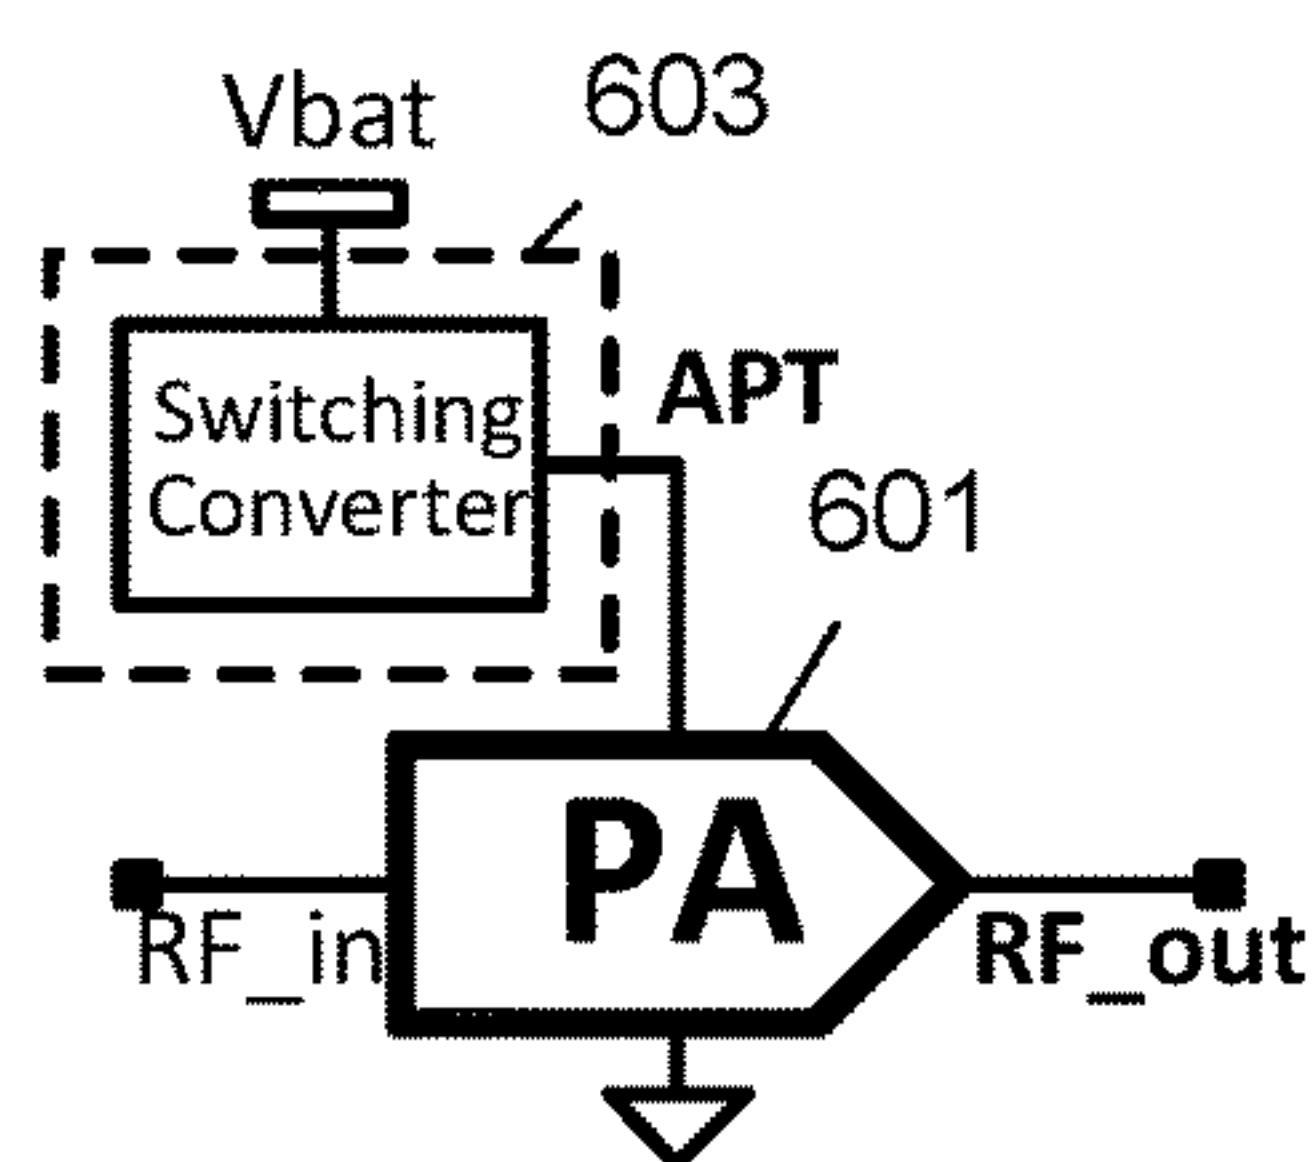 Vbat
603
Switching
Converter
APT
601
PA
RF_in
RF_out